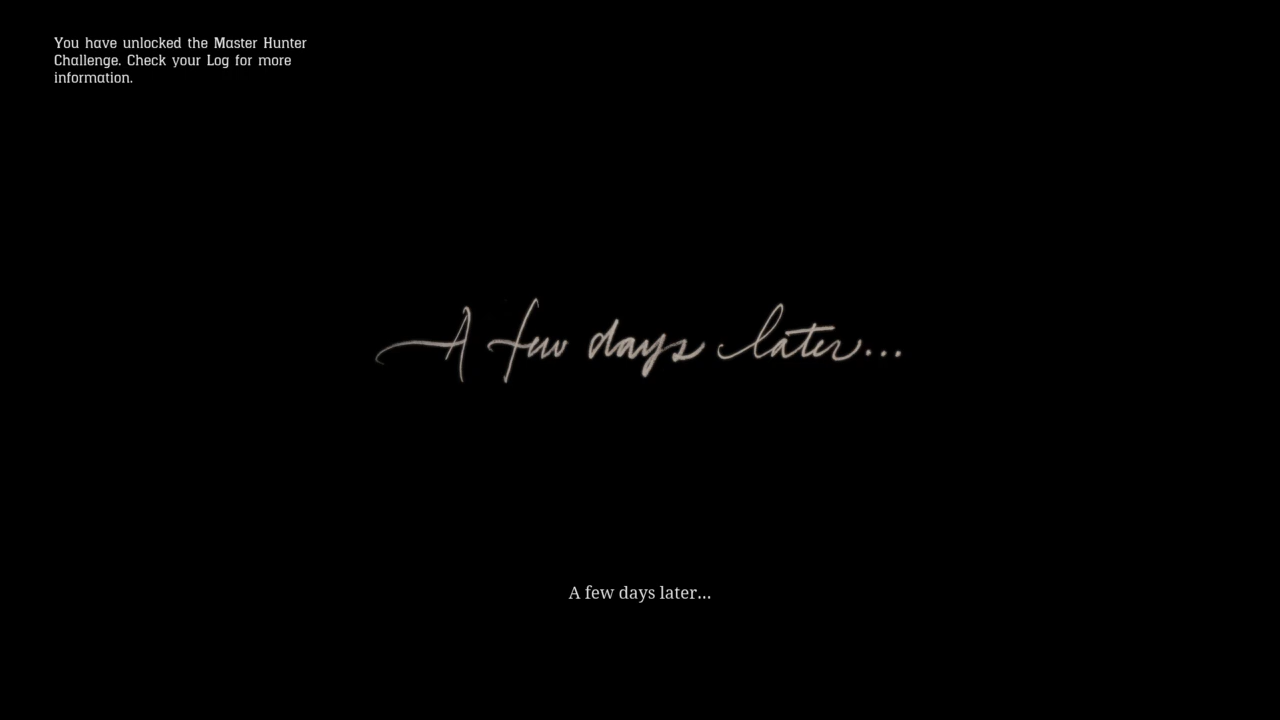 You have unlocked the Master Hunter
Challenge. Check your Log for more
information.
A few days later...
A few days later...